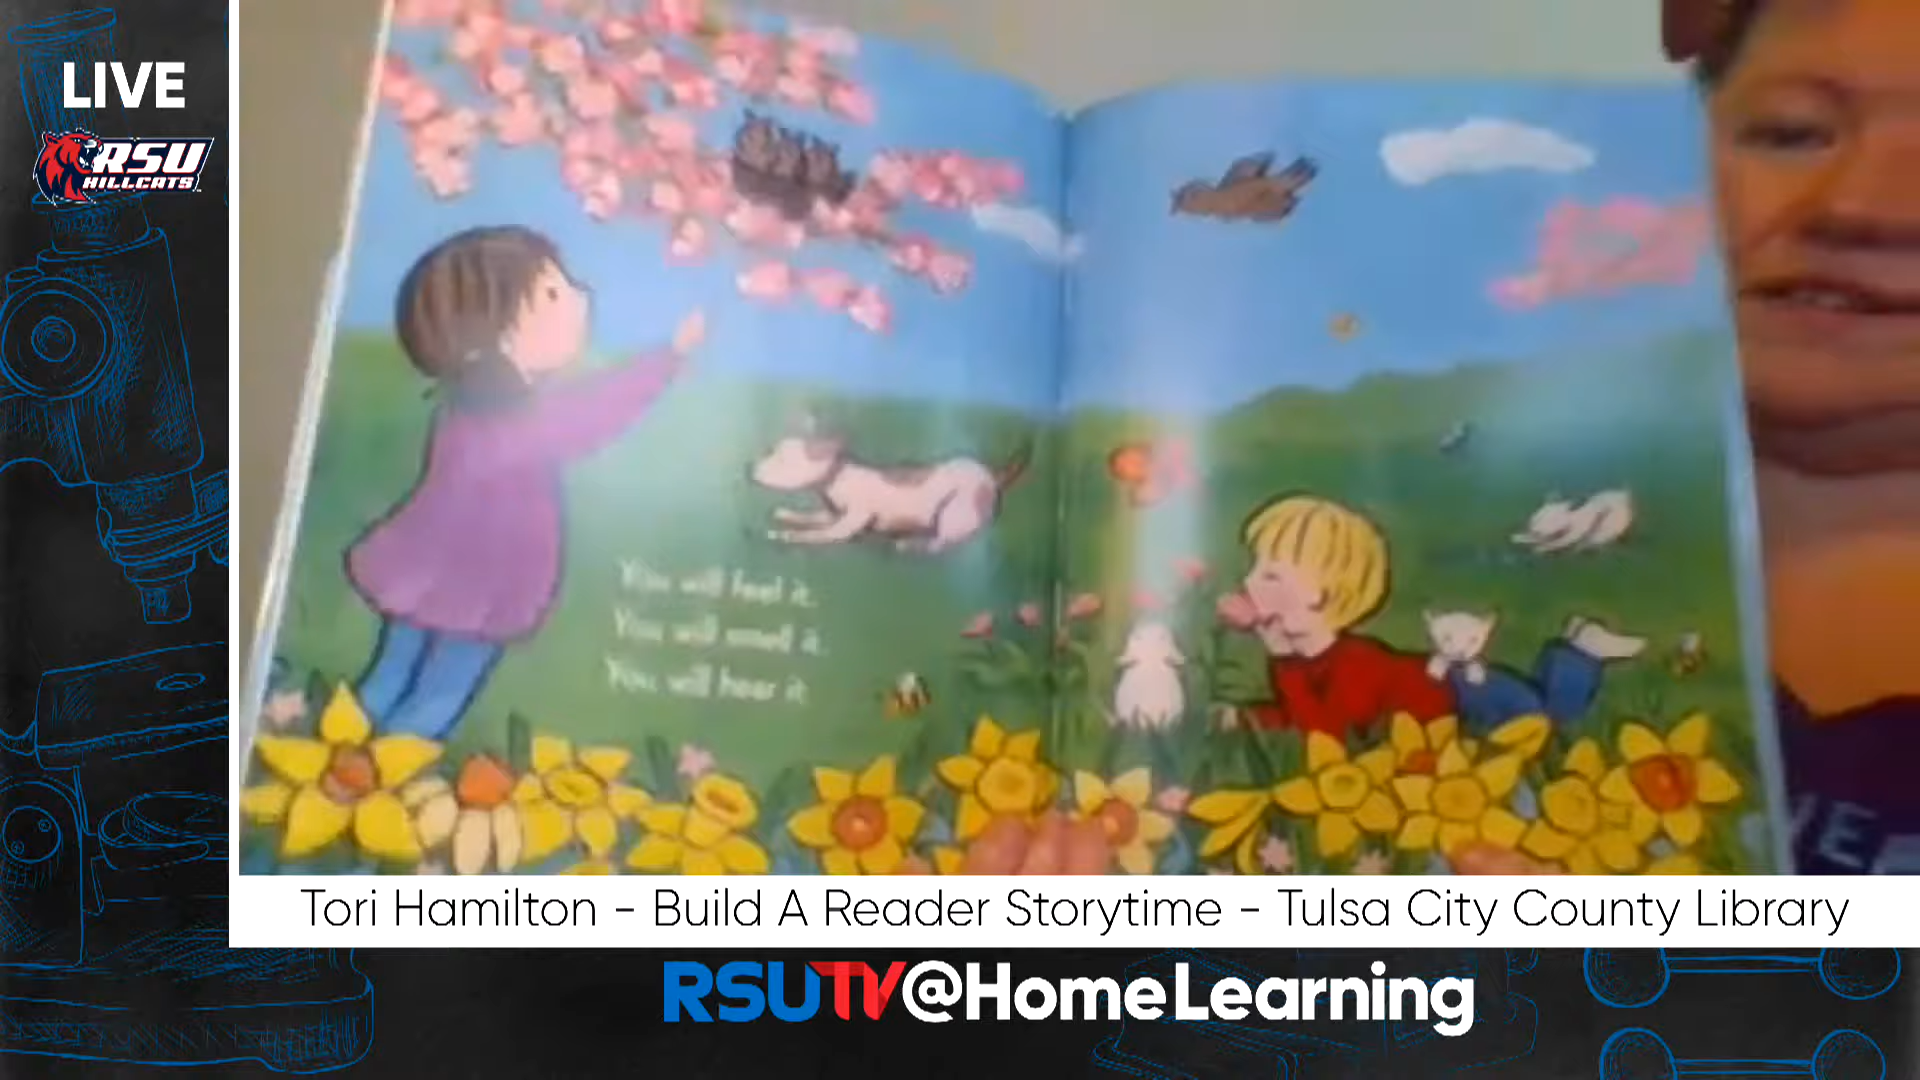 LIVE
RSU
HILLCATS
You will feel it.
You will smell it.
You will hear it
Tori Hamilton - Build A Reader Storytime - Tulsa City County Library
RSUTV@HomeLearning